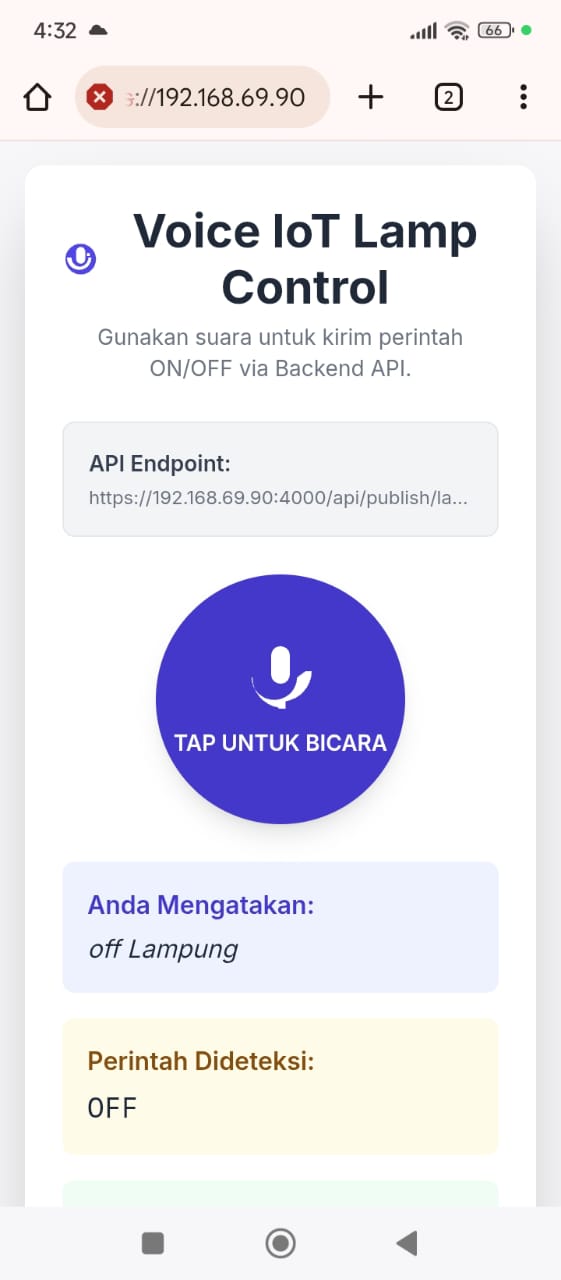 4:32
66
://192.168.69.90
2
Voice IoT Lamp
Control
Gunakan suara untuk kirim perintah
ON/OFF via Backend API.
API Endpoint:
https://192.168.69.90:4000/api/publish/la...
TAP UNTUK BICARA
Anda Mengatakan:
off Lampung
Perintah Dideteksi:
OFF